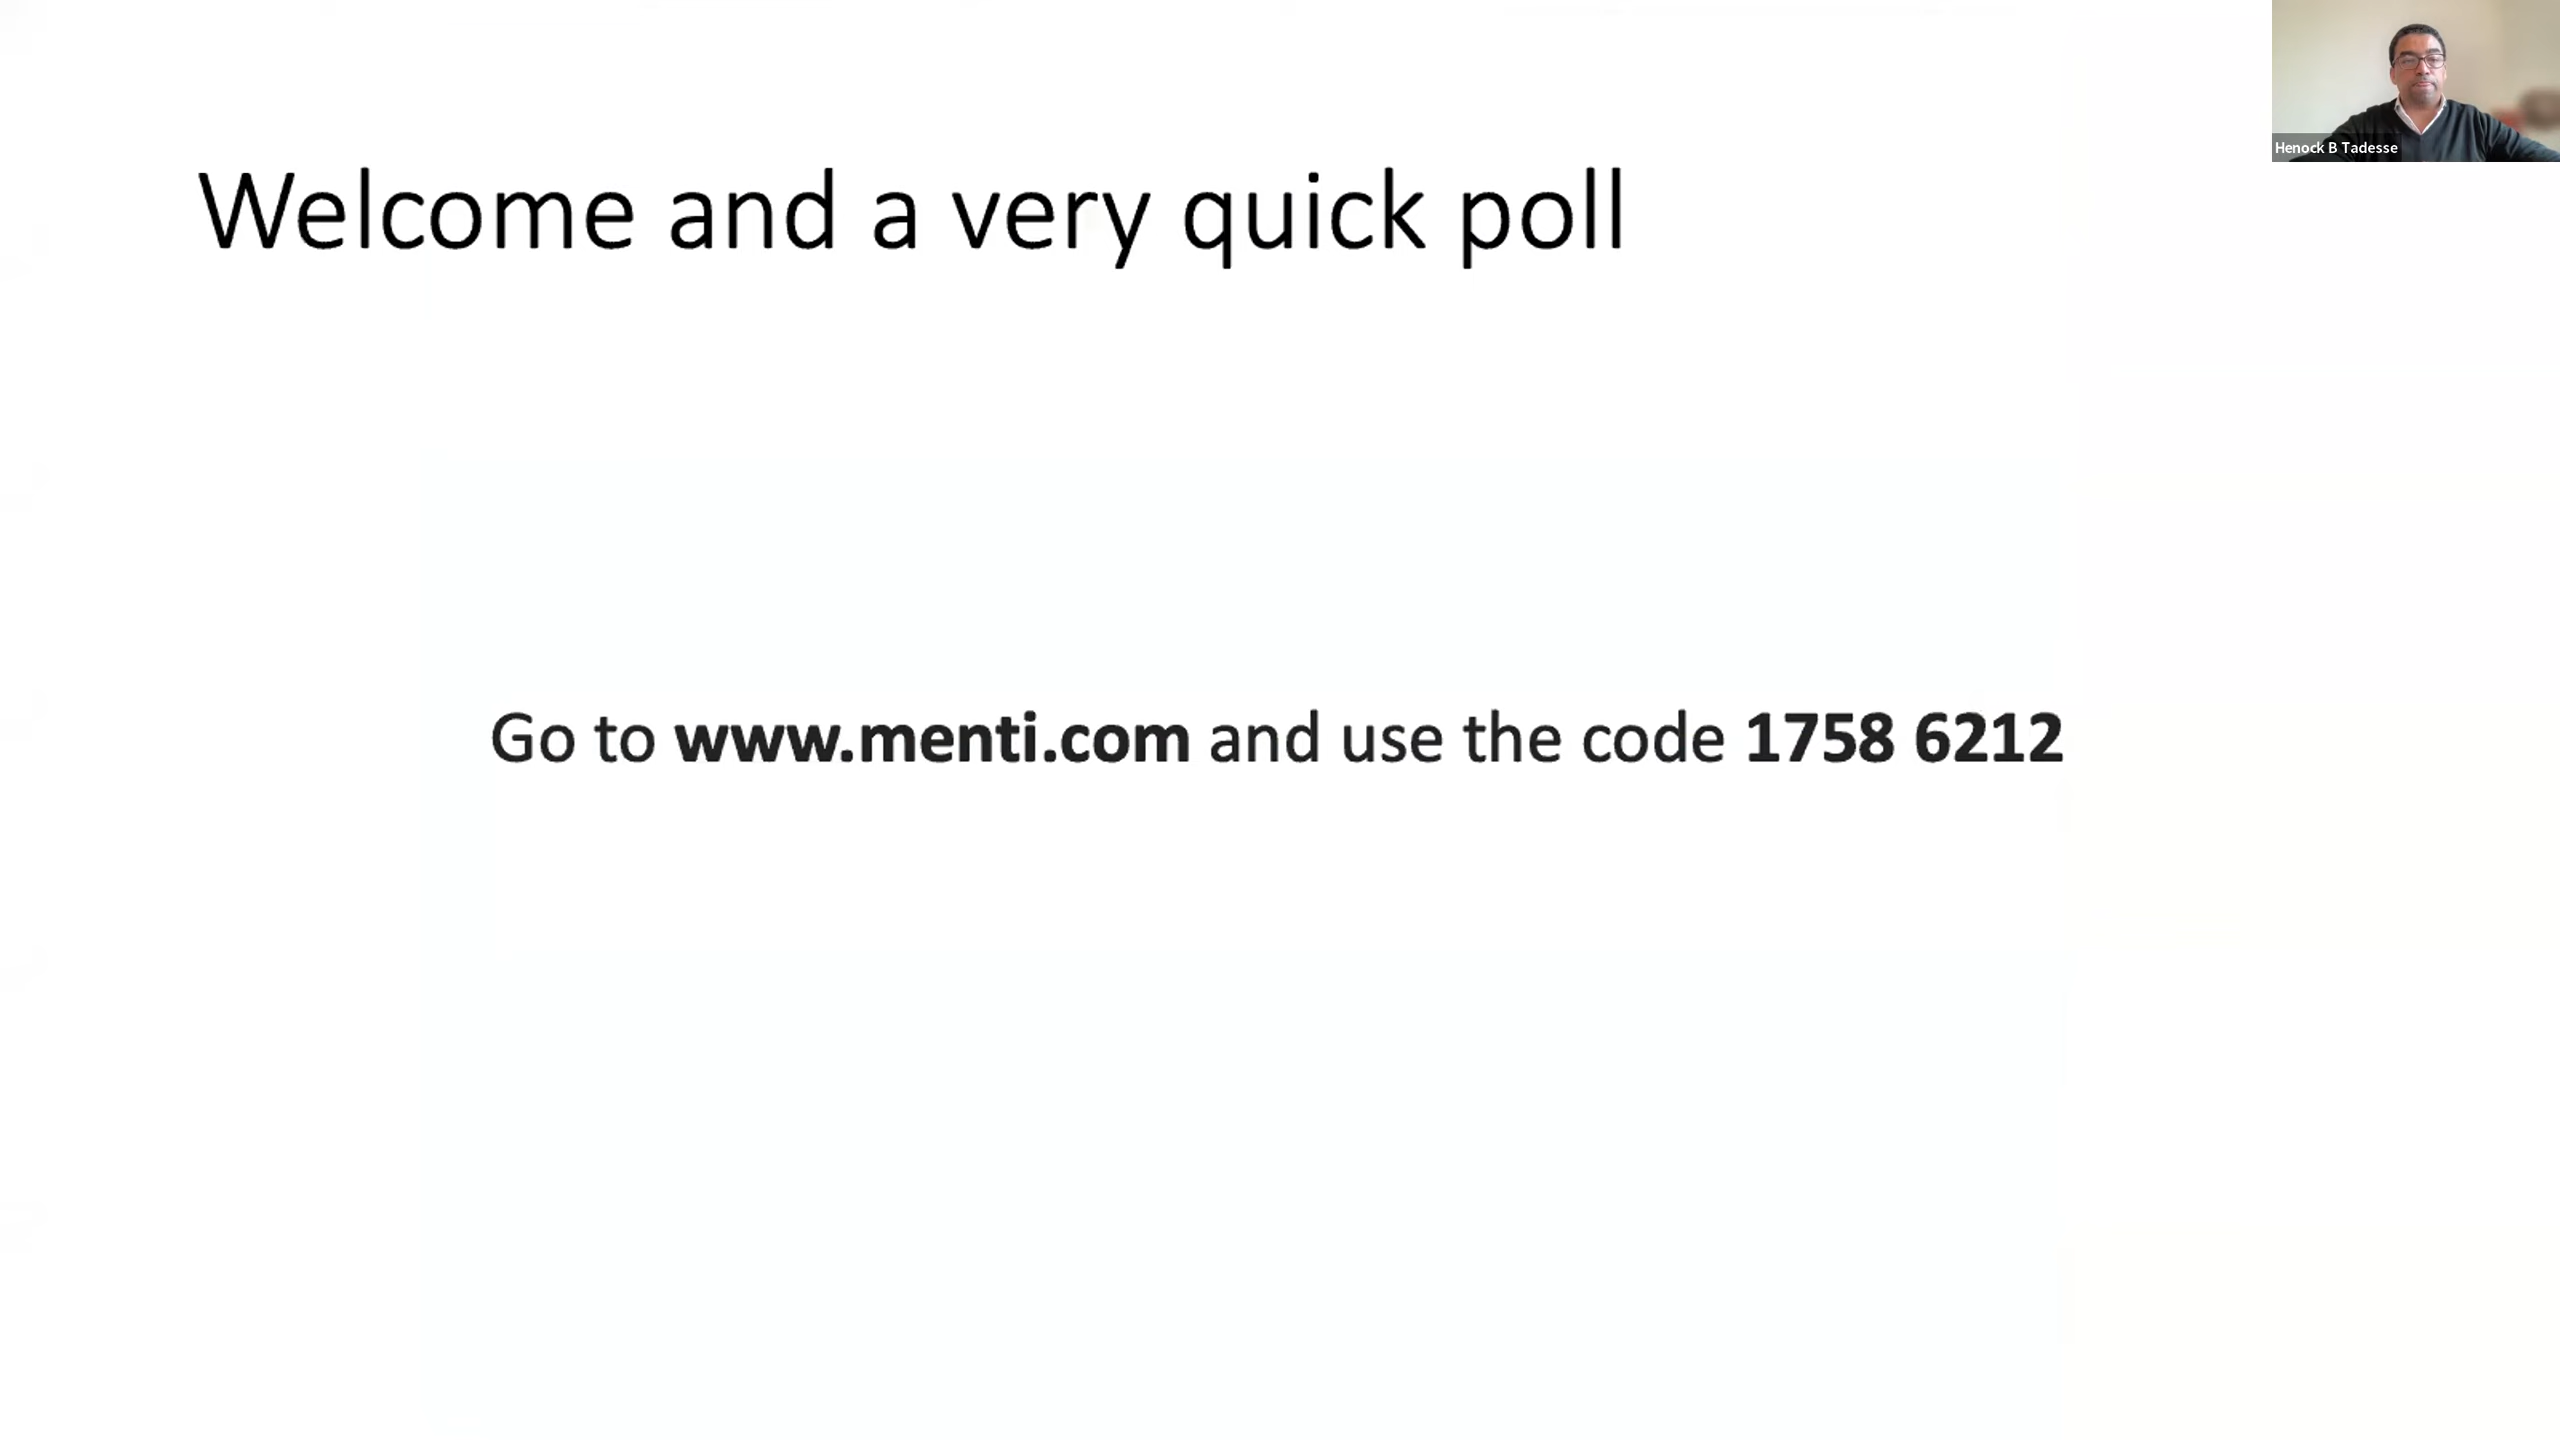 Henock B Tadesse
Welcome and a very quick poll
Go to www.menti.com and use the code 1758 6212